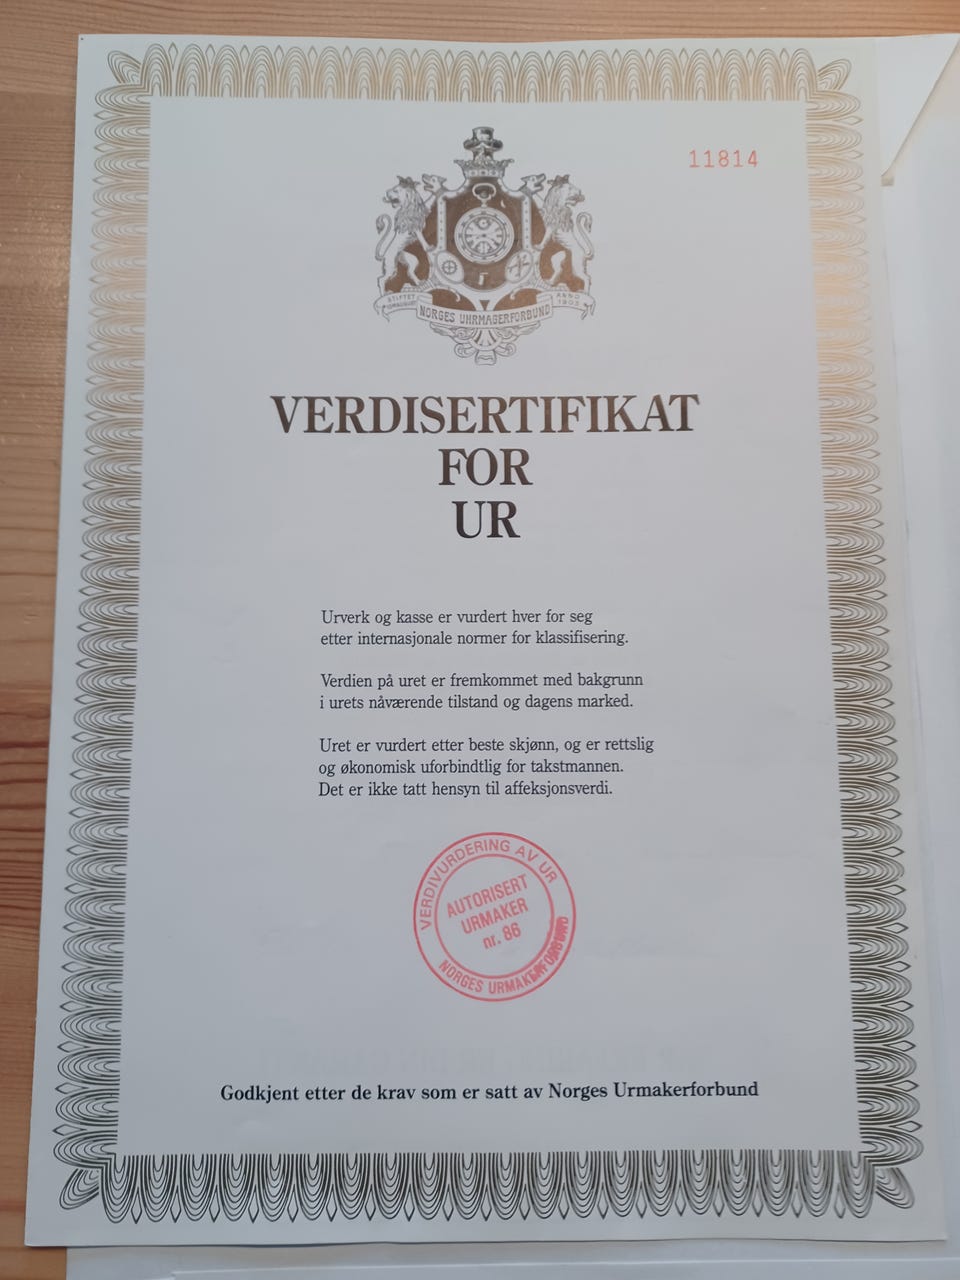 11814
STIFTET
ANNO
1903
NORGES UHRMAGERFORBUND
VERDISERTIFIKAT
FOR
UR
Urverk og kasse er vurdert hver for seg
etter internasjonale normer for klassifisering.
Verdien på uret er fremkommet med bakgrunn
i urets nåværende tilstand og dagens marked.
Uret er vurdert etter beste skjønn, og er rettslig
og økonomisk uforbindtlig for takstmannen.
Det er ikke tatt hensyn til affeksjonsverdi.
VERDIVURDERING AV UR
AUTORISERT
URMAKER
nr. 86
NORGES URMAKERFORBUND
Godkjent etter de krav som er satt av Norges Urmakerforbund